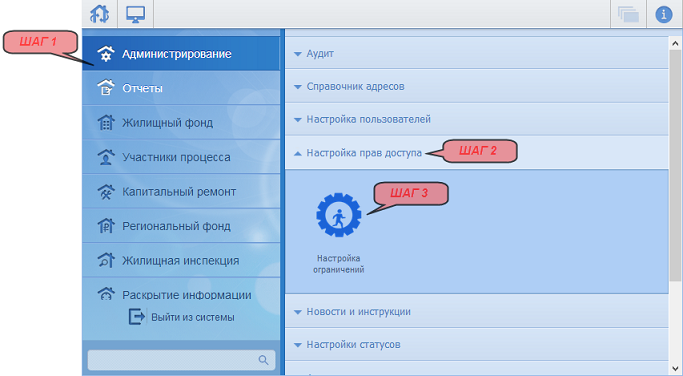 ШАГ 1
Администрирование
Отчеты
Жилищный фонд
Участники процесса
Капитальный ремонт
Региональный фонд
Жилищная инспекция
Раскрытие информации
Выйти из системы
Аудит
Справочник адресов
Настройка пользователей
Настройка прав доступа
ШАГ 2
ШАГ 3
Настройка
ограничений
Новости и инструкции
Настройки статусов